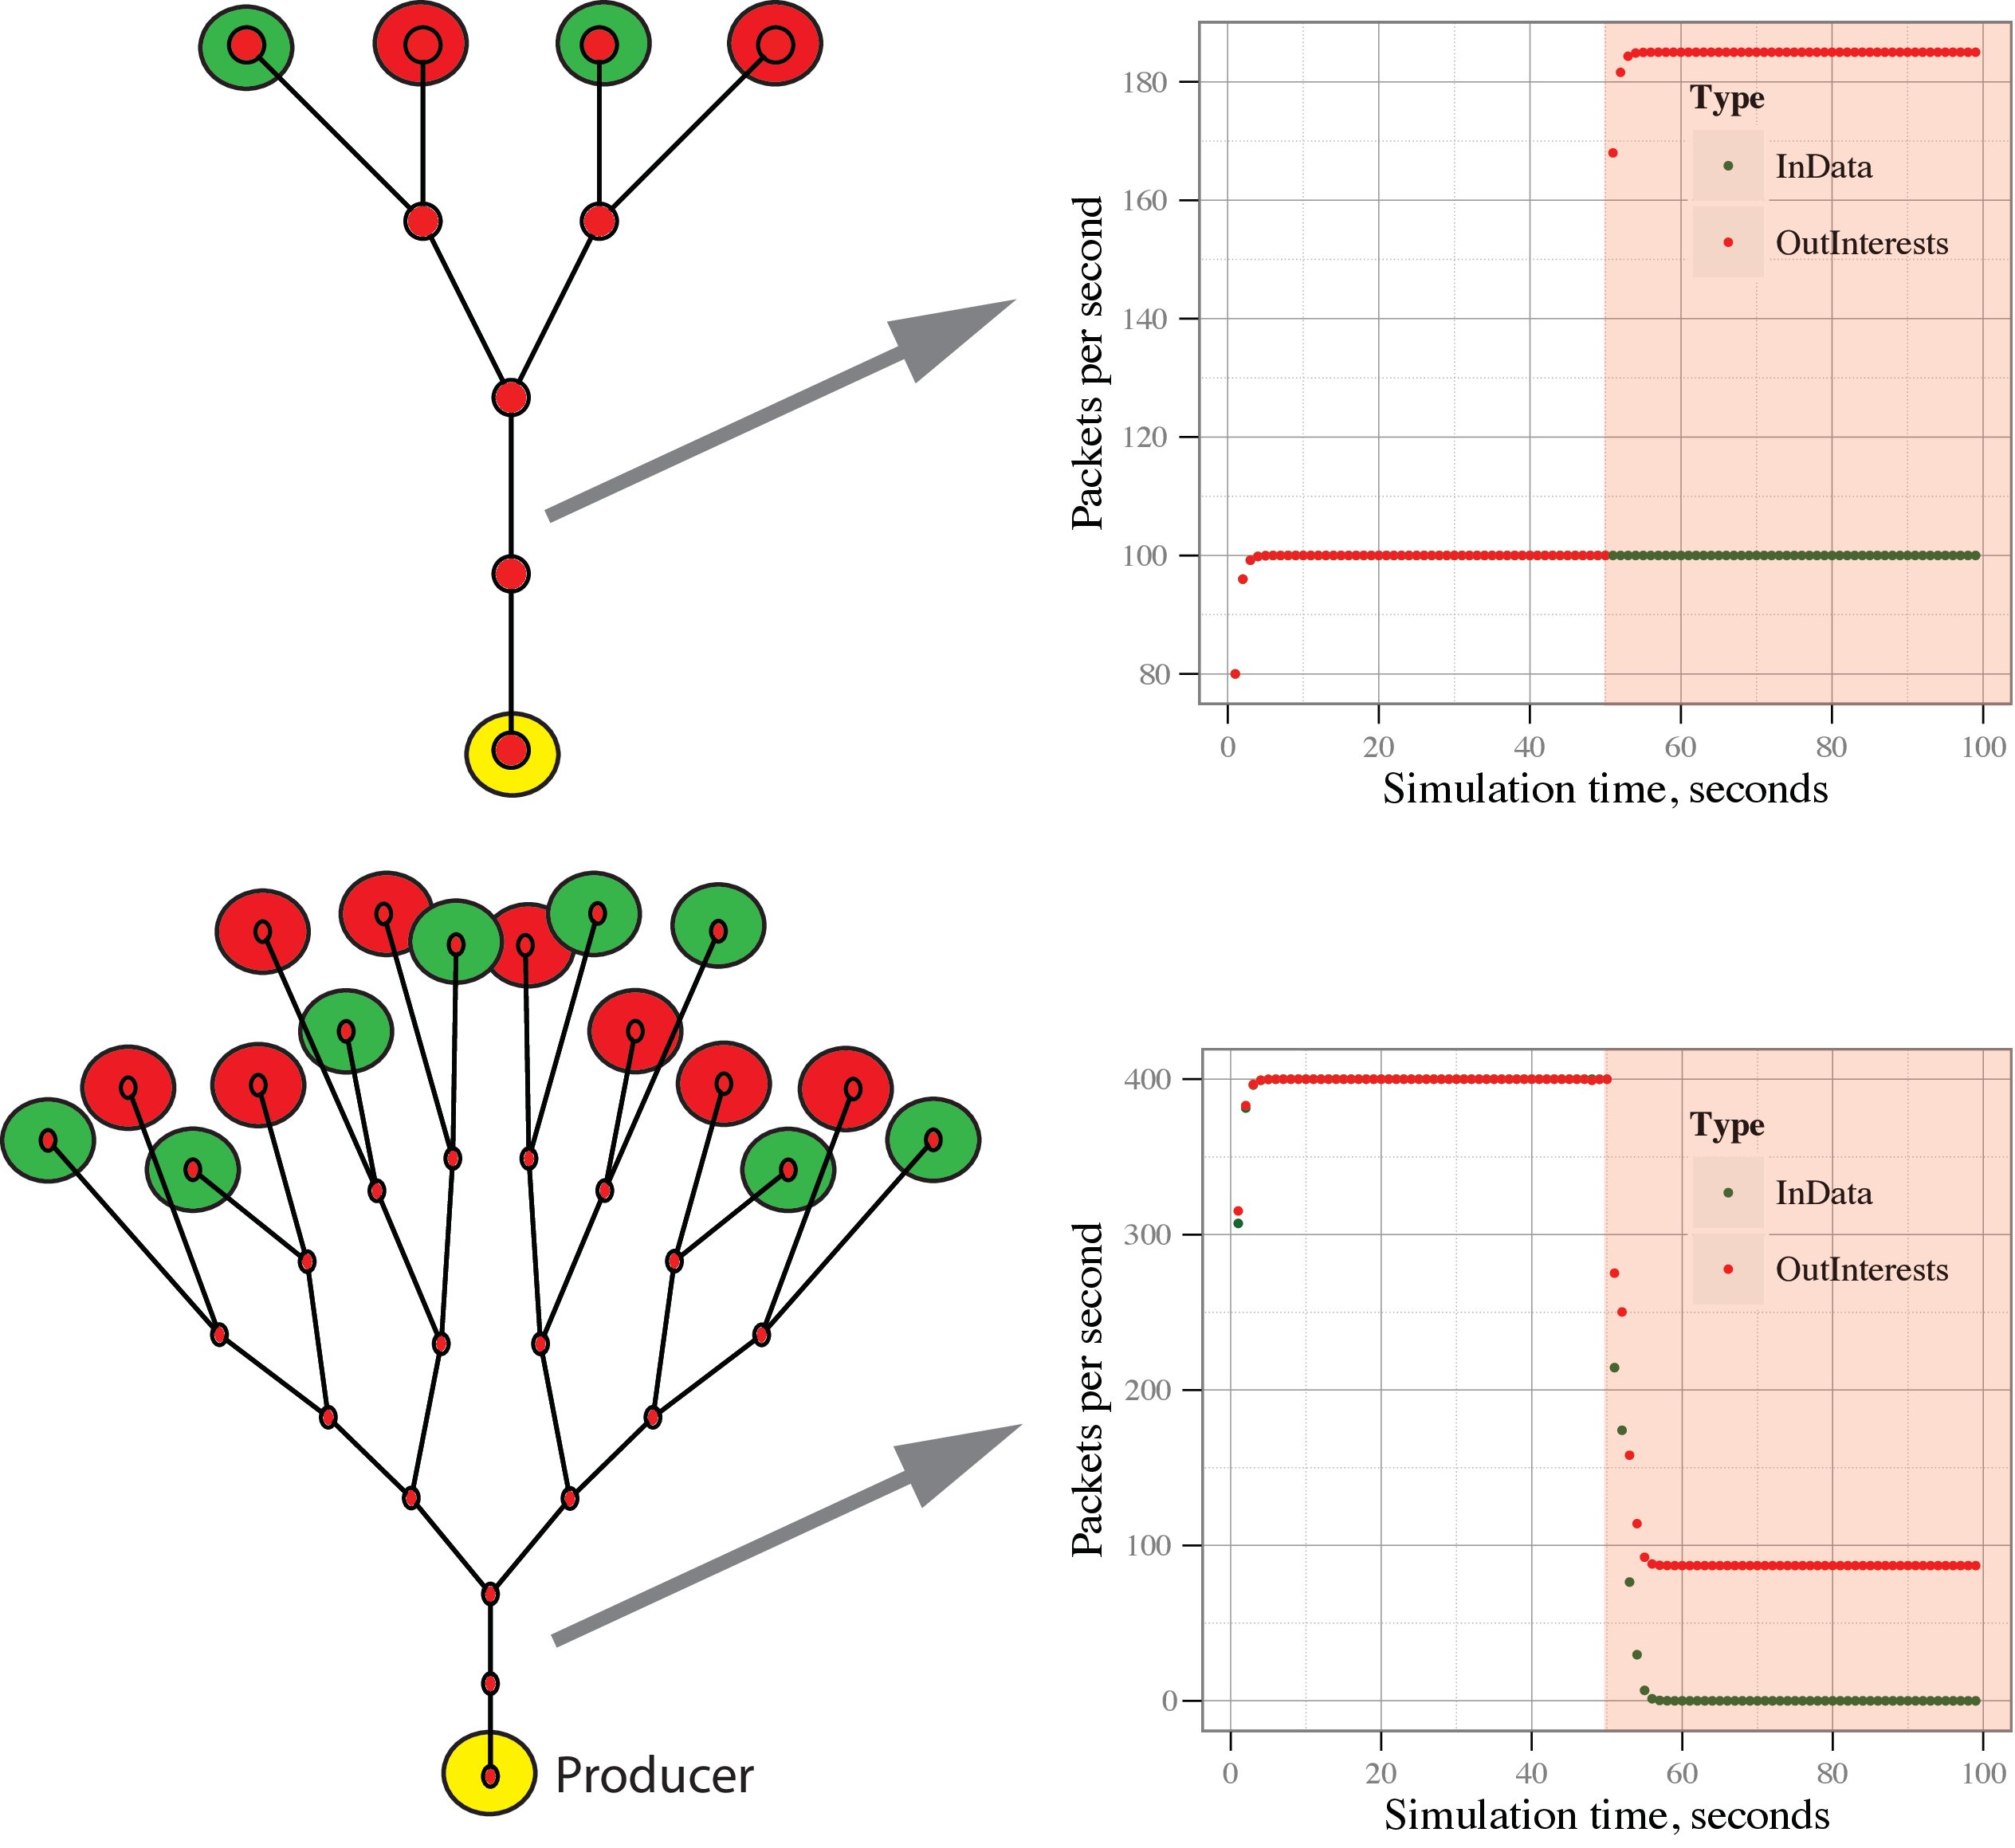 Type
InData
OutInterests
Packets per second
180
160
140
120
100
80
0 20 40 60 80 100
Simulation time, seconds
Type
InData
OutInterests
Packets per second
400
300
200
100
0
0 20 40 60 80 100
Simulation time, seconds
Producer